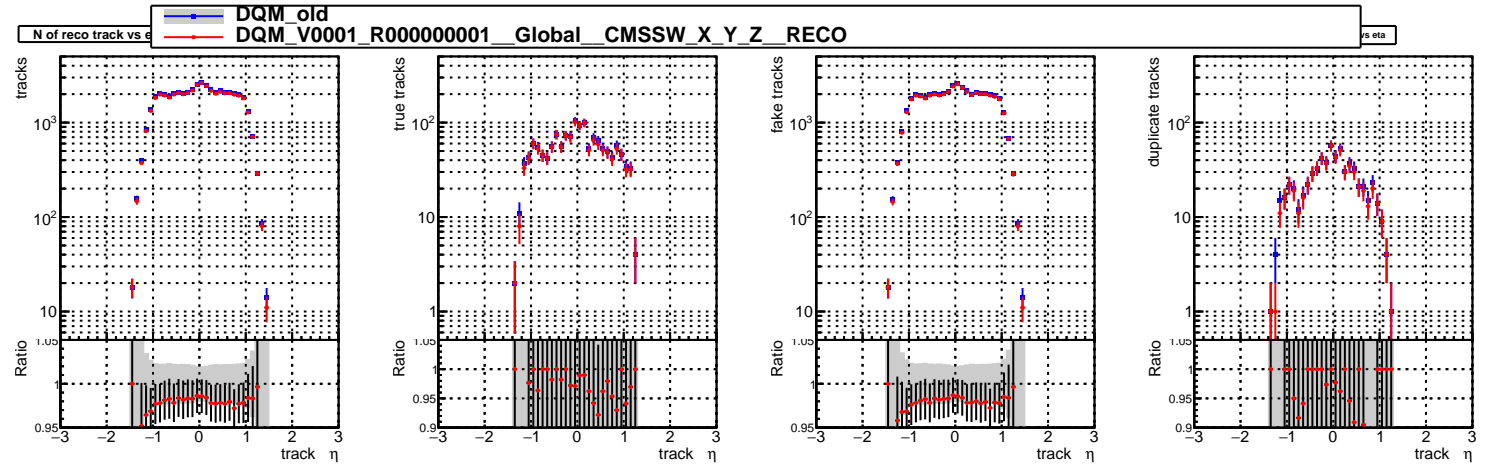 DQM_old
DQM_V0001_R000000001__Global__CMSSW_X_Y_Z__RECO
N of reco track vs e
vs eta
tracks
10³
10²
10
Ratio
1.05
1
0.95
−3 −2 −1 0 1 2 3
track η
true tracks
10²
10
1
Ratio
1.05
1
0.95
0.9
−3 −2 −1 0 1 2 3
track η
fake tracks
10³
10²
10
Ratio
1.05
1
0.95
−3 −2 −1 0 1 2 3
track η
duplicate tracks
10²
10
1
Ratio
1.05
1
0.95
0.9
−3 −2 −1 0 1 2 3
track η